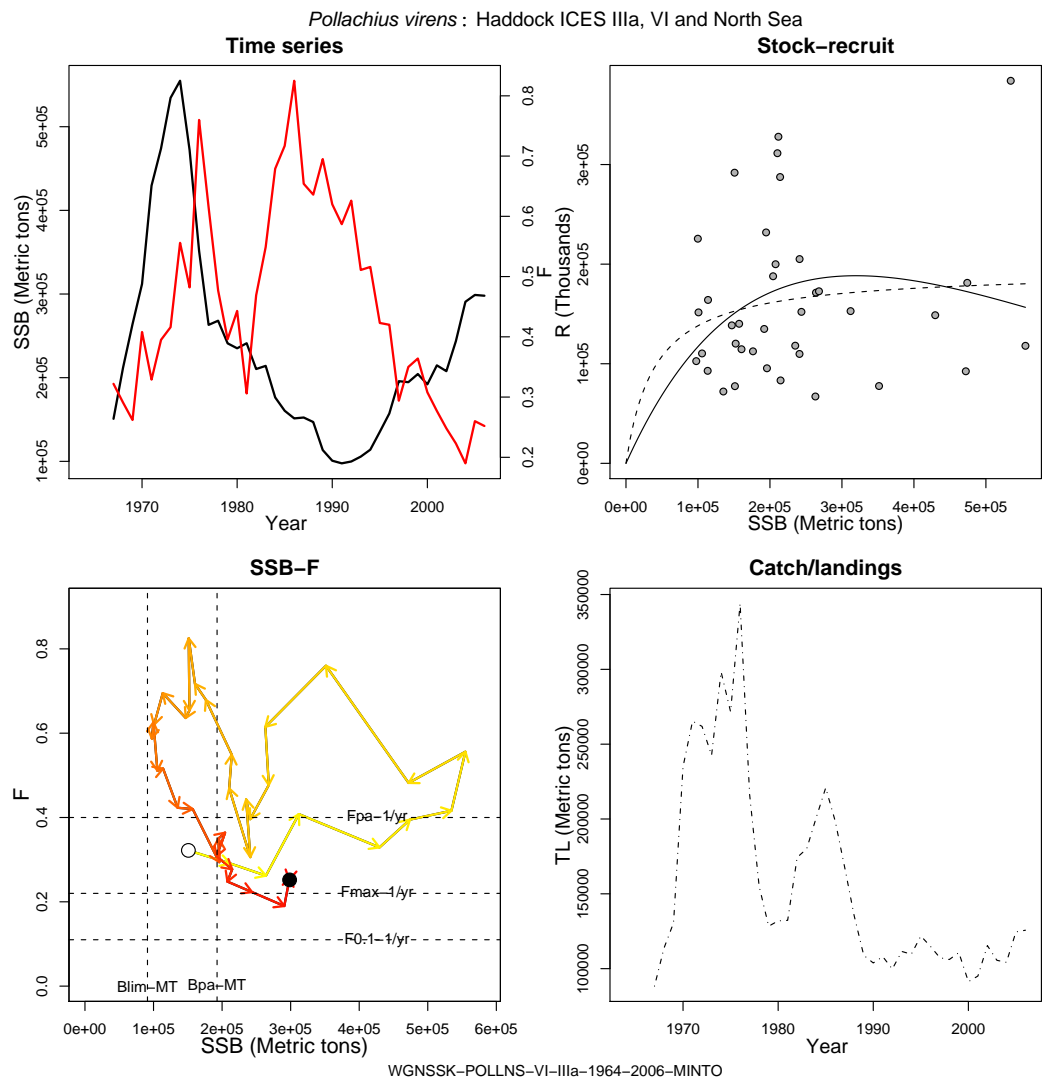 Pollachius virens : Haddock ICES IIIa, VI and North Sea
Time series
SSB (Metric tons)
1e+05 2e+05 3e+05 4e+05 5e+05
F
0.2 0.3 0.4 0.5 0.6 0.7 0.8
1970 1980 1990 2000
Year
Stock−recruit
R (Thousands)
0e+00 1e+05 2e+05 3e+05
0e+00 1e+05 2e+05 3e+05 4e+05 5e+05
SSB (Metric tons)
SSB−F
F
0.0 0.2 0.4 0.6 0.8
Fpa−1/yr
Fmax−1/yr
F0.1−1/yr
Blim−MT Bpa−MT
0e+00 1e+05 2e+05 3e+05 4e+05 5e+05 6e+05
SSB (Metric tons)
Catch/landings
TL (Metric tons)
100000 150000 200000 250000 300000 350000
1970 1980 1990 2000
Year
WGNSSK−POLLNS−VI−IIIa−1964−2006−MINTO